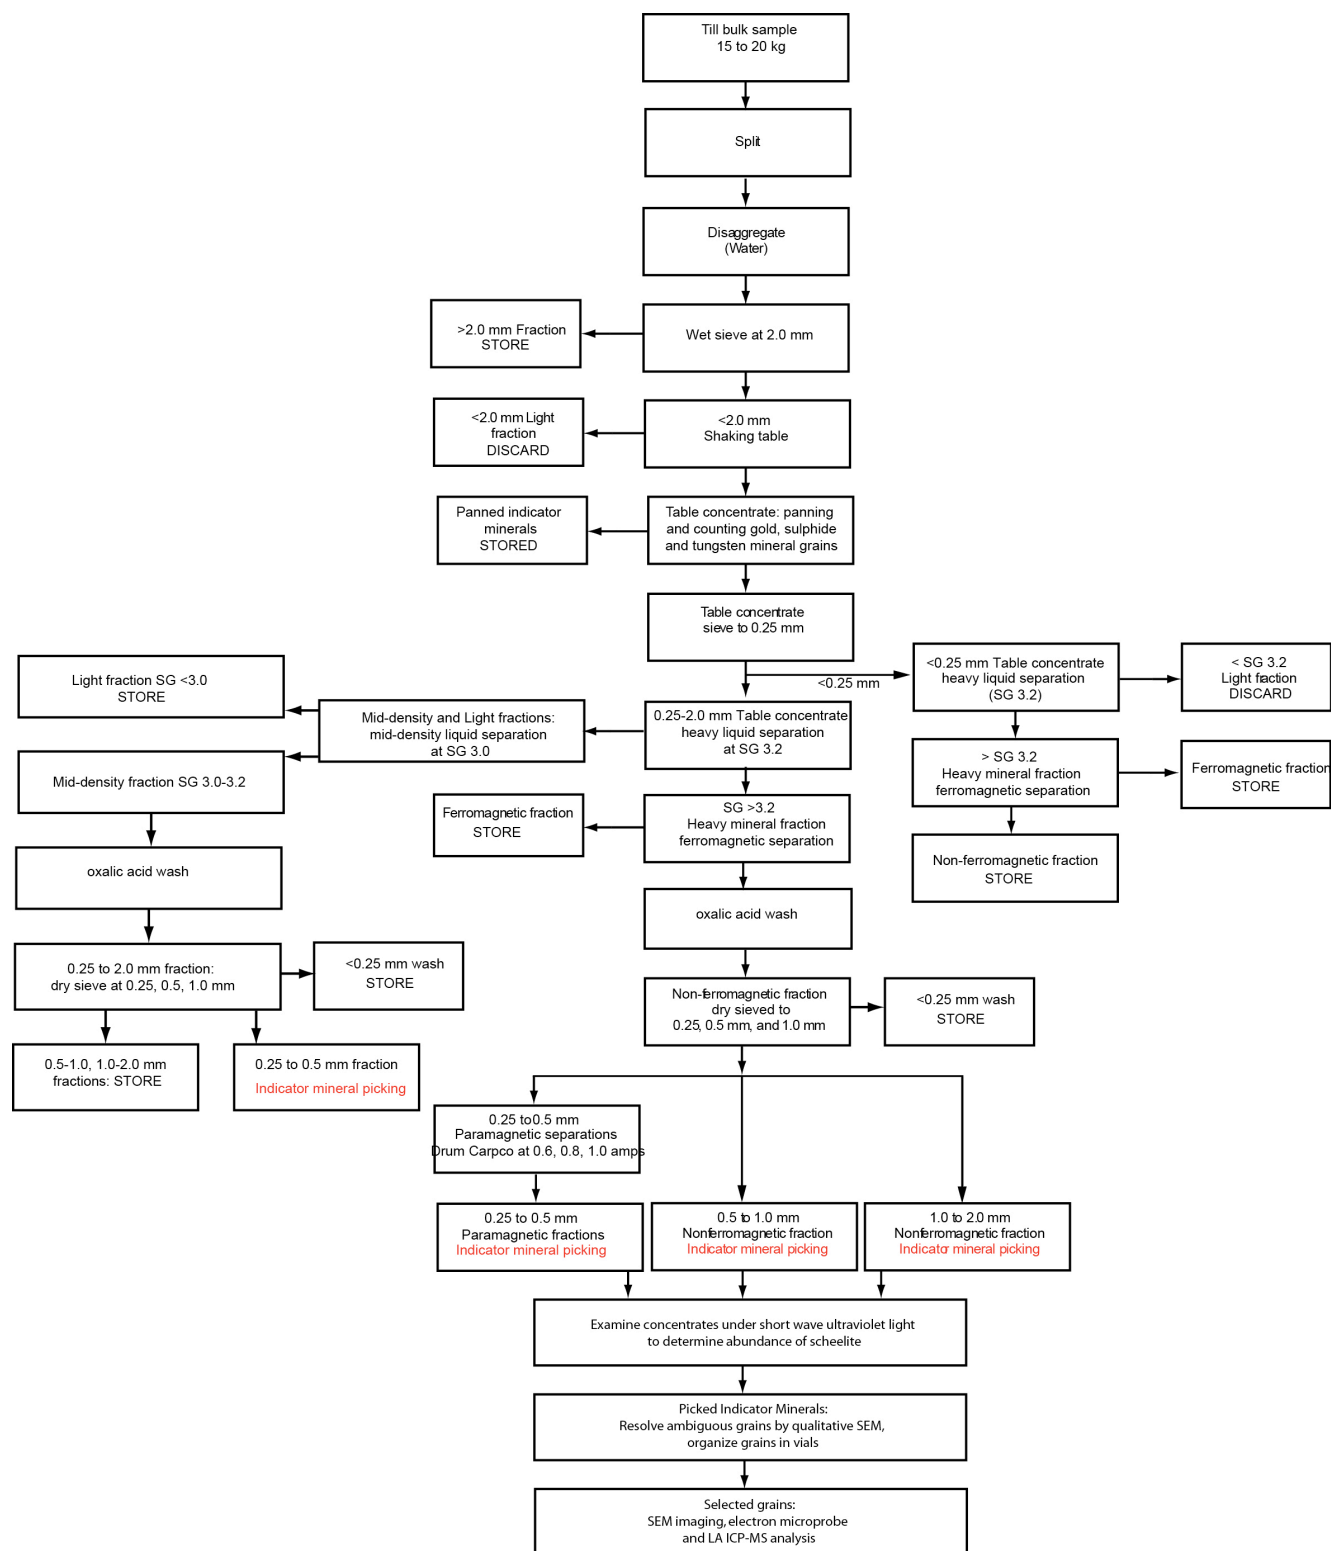 Till bulk sample
15 to 20 kg
Split
Disaggregate
(Water)
>2.0 mm Fraction
STORE
Wet sieve at 2.0 mm
<2.0 mm Light
fraction
DISCARD
<2.0 mm
Shaking table
Panned indicator
minerals
STORED
Table concentrate: panning
and counting gold, sulphide
and tungsten mineral grains
Table concentrate
sieve to 0.25 mm
<0.25 mm
<0.25 mm Table concentrate
heavy liquid separation
(SG 3.2)
< SG 3.2
Light fraction
DISCARD
Light fraction SG <3.0
STORE
Mid-density and Light fractions:
mid-density liquid separation
at SG 3.0
0.25-2.0 mm Table concentrate
heavy liquid separation
at SG 3.2
> SG 3.2
Heavy mineral fraction
ferromagnetic separation
Ferromagnetic fraction
STORE
Mid-density fraction SG 3.0-3.2
Ferromagnetic fraction
STORE
SG >3.2
Heavy mineral fraction
ferromagnetic separation
Non-ferromagnetic fraction
STORE
oxalic acid wash
oxalic acid wash
0.25 to 2.0 mm fraction:
dry sieve at 0.25, 0.5, 1.0 mm
<0.25 mm wash
STORE
Non-ferromagnetic fraction
dry sieved to
0.25, 0.5 mm, and 1.0 mm
<0.25 mm wash
STORE
0.5-1.0, 1.0-2.0 mm
fractions: STORE
0.25 to 0.5 mm fraction
Indicator mineral picking
0.25 to 0.5 mm
Paramagnetic separations
Drum Carpco at 0.6, 0.8, 1.0 amps
0.25 to 0.5 mm
Paramagnetic fractions
Indicator mineral picking
0.5 to 1.0 mm
Nonferromagnetic fraction
Indicator mineral picking
1.0 to 2.0 mm
Nonferromagnetic fraction
Indicator mineral picking
Examine concentrates under short wave ultraviolet light
to determine abundance of scheelite
Picked Indicator Minerals:
Resolve ambiguous grains by qualitative SEM,
organize grains in vials
Selected grains:
SEM imaging, electron microprobe
and LA ICP-MS analysis